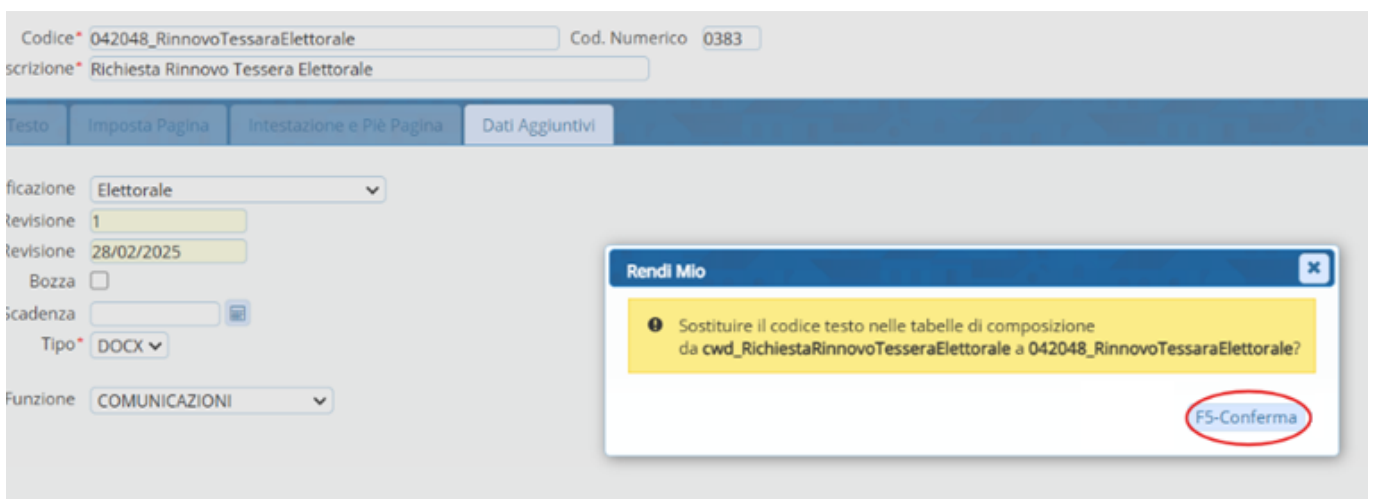 Codice* 042048_RinnovoTessaraElettorale Cod. Numerico 0383
scrizione* Richiesta Rinnovo Tessera Elettorale
Testo Imposta Pagina Intestazione e Piè Pagina Dati Aggiuntivi
ficazione Elettorale
Revisione 1
Revisione 28/02/2025
Bozza
Scadenza
Tipo* DOCX
Funzione COMUNICAZIONI
Rendi Mio
Sostituire il codice testo nelle tabelle di composizione
da cwd_RichiestaRinnovoTesseraElettorale a 042048_RinnovoTessaraElettorale?
F5-Conferma